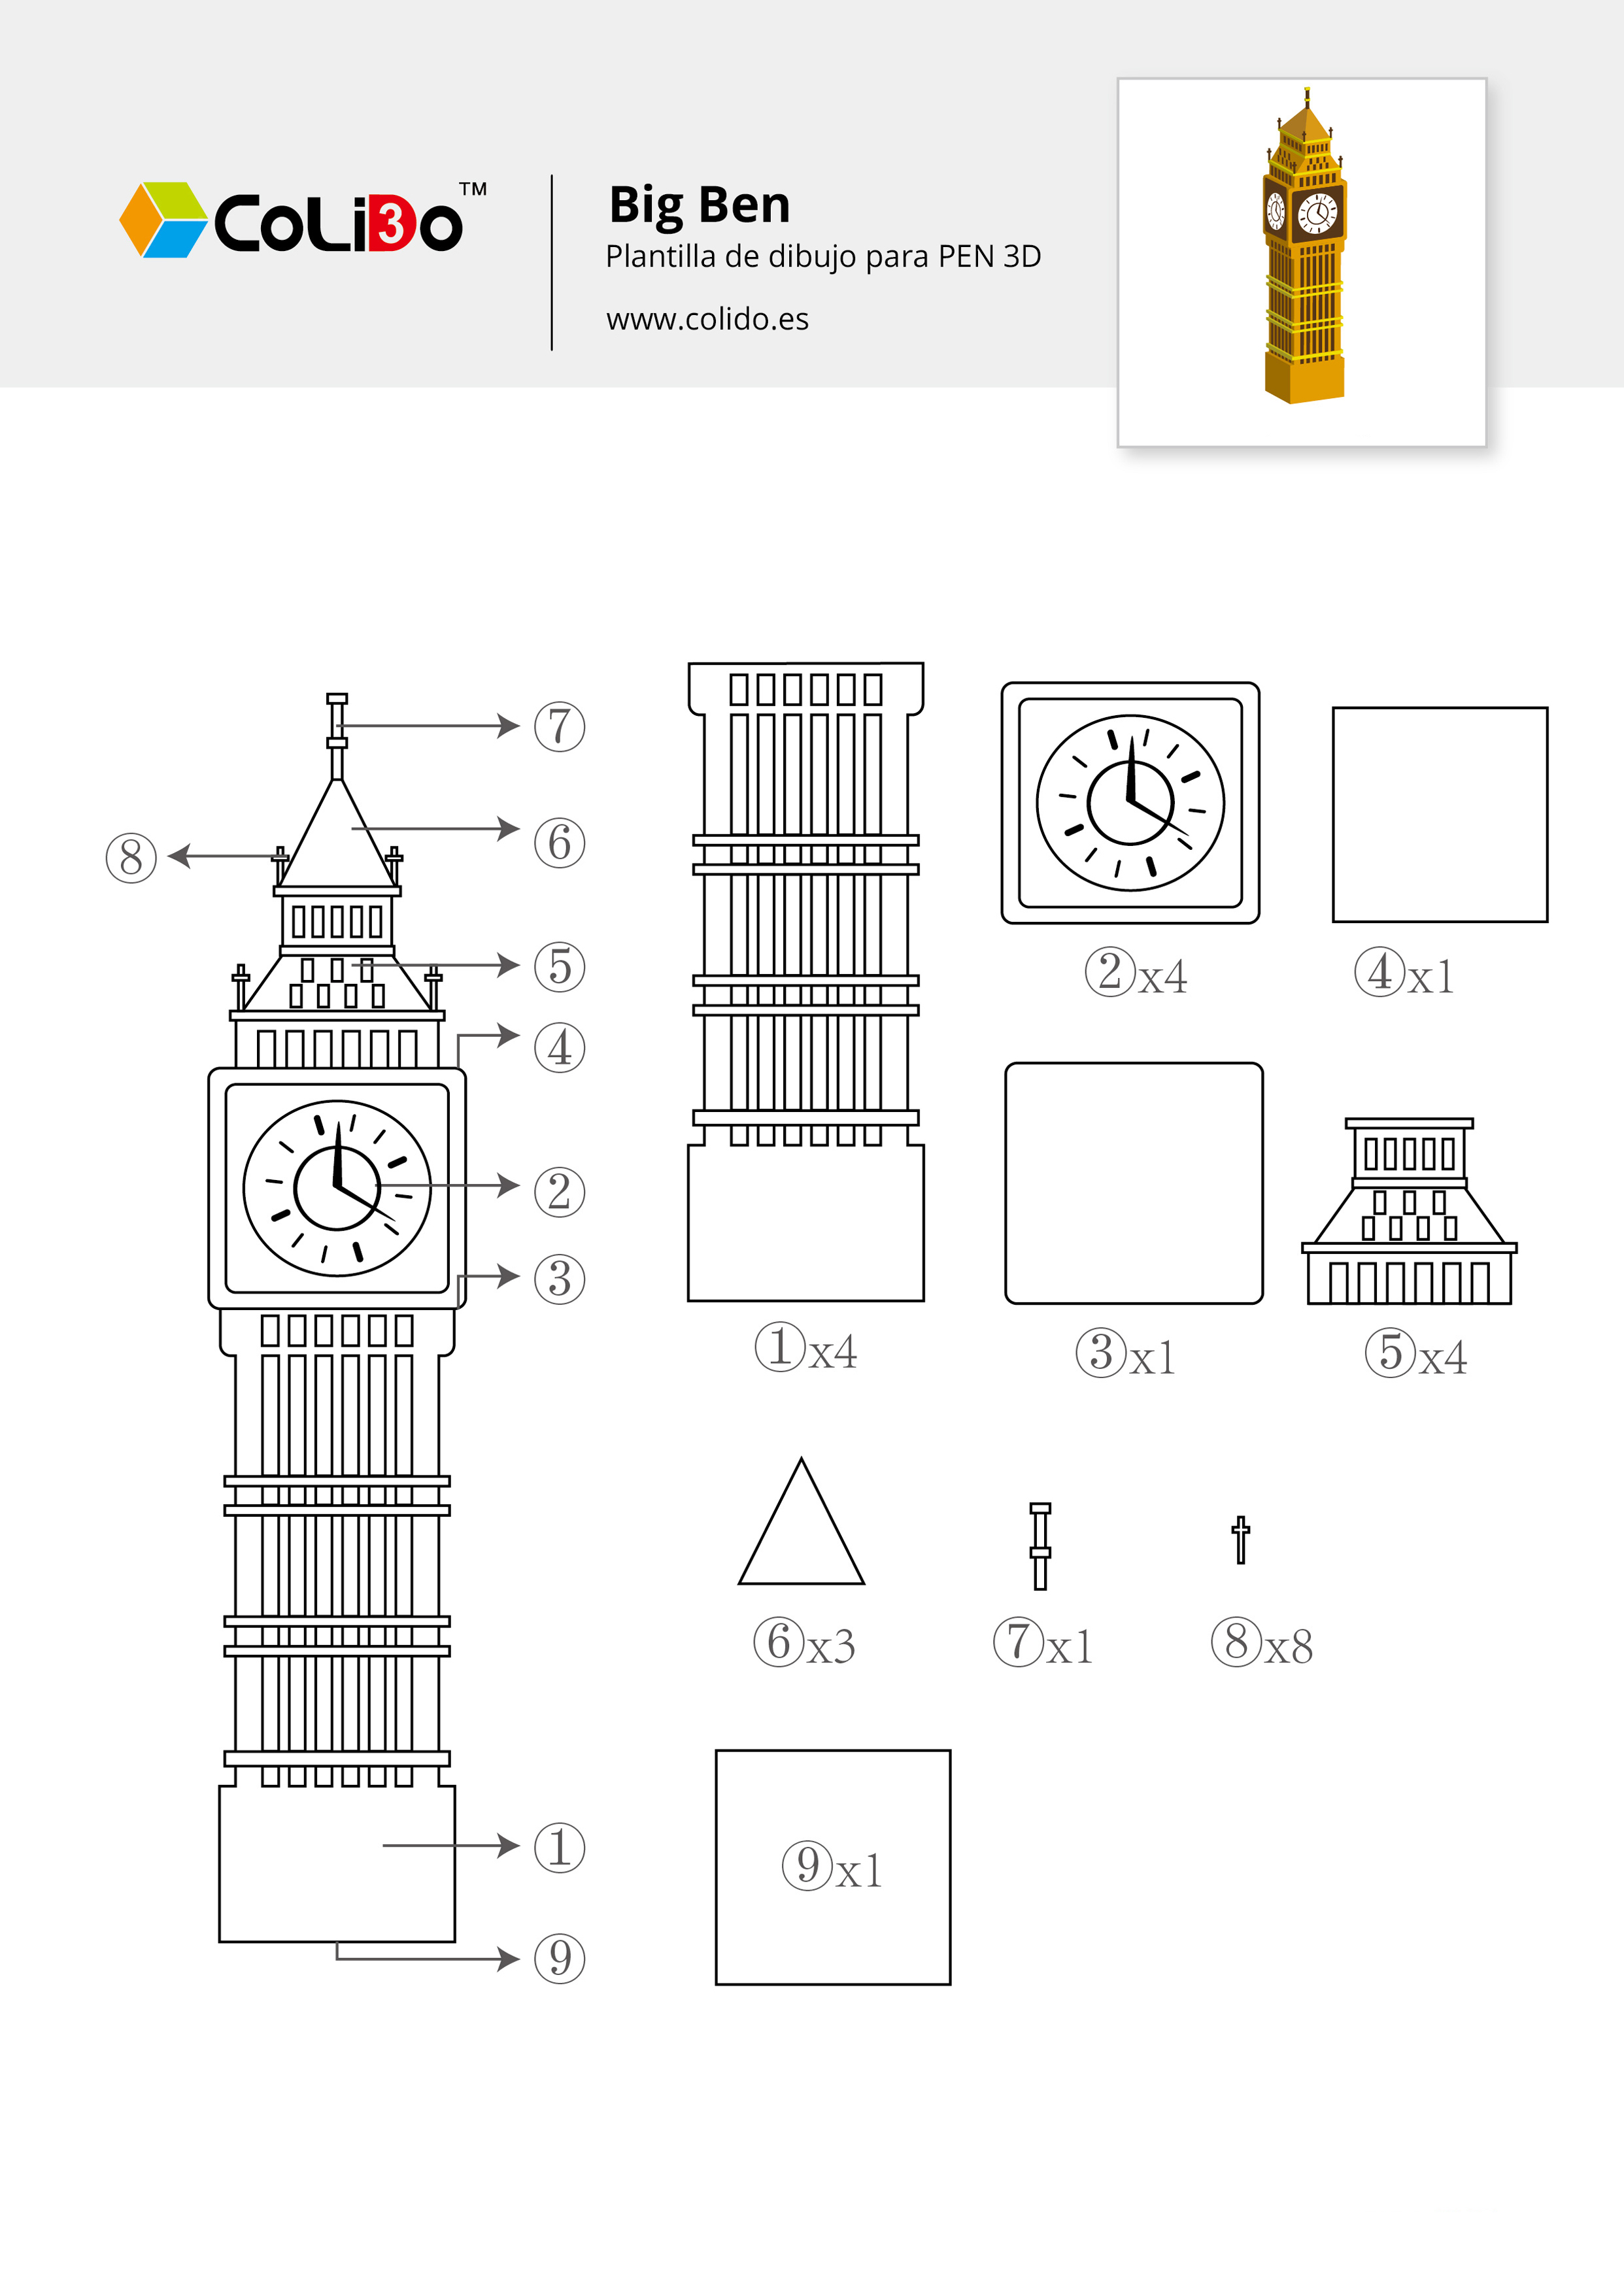 CoLiDo™
3
Big Ben
Plantilla de dibujo para PEN 3D
www.colido.es
⑦
⑥
⑧
⑤
④
②
③
①
⑨
②x4
④x1
①x4
③x1
⑤x4
⑥x3
⑦x1
⑧x8
⑨x1